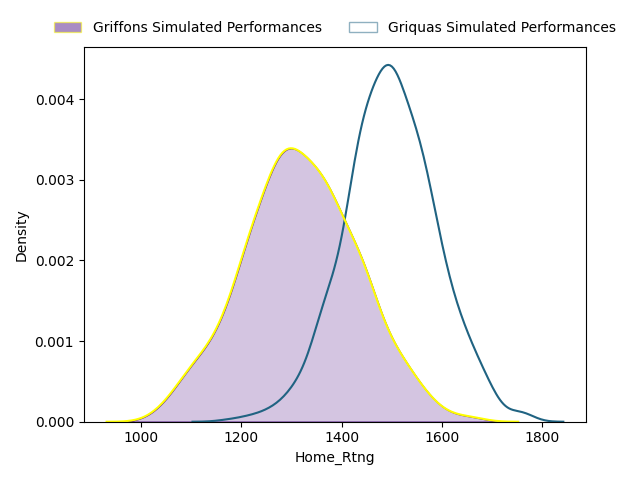 Griffons Simulated Performances
Griquas Simulated Performances
Density
0.004
0.003
0.002
0.001
0.000
1000 1200 1400 1600 1800
Home_Rtng